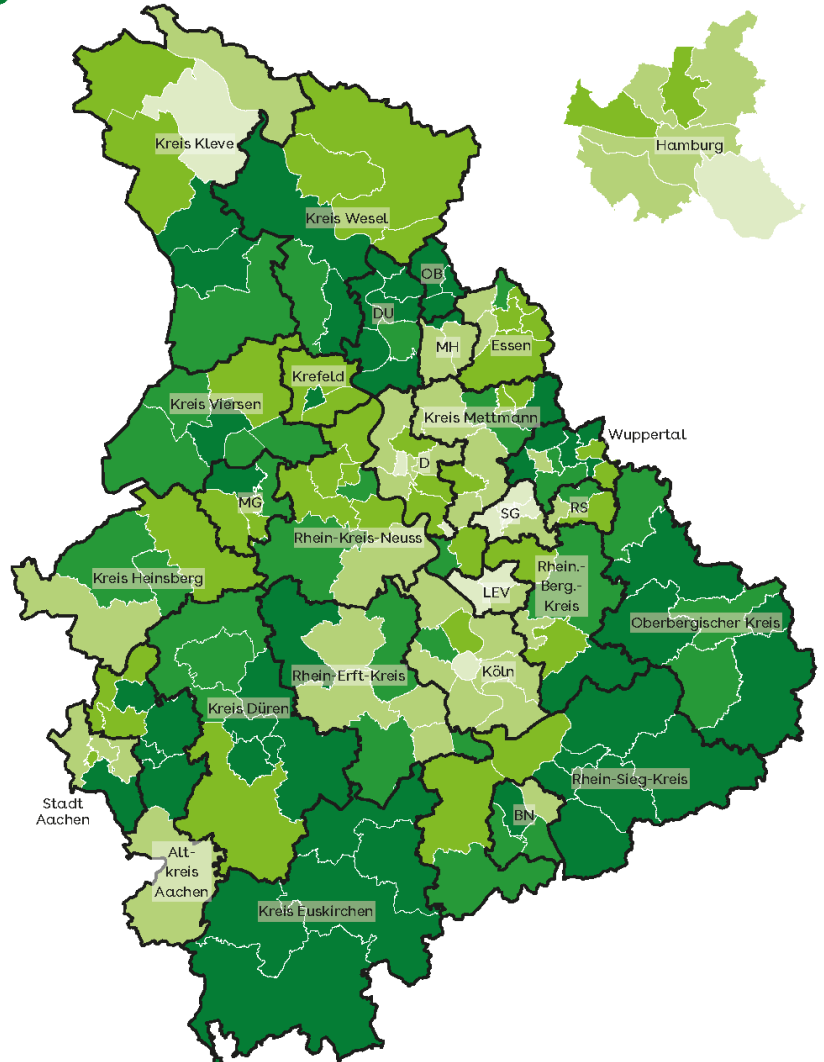 Kreis Kleve
Hamburg
Kreis Wesel
OB
DU
MH
Essen
Krefeld
Kreis Viersen
Kreis Mettmann
Wuppertal
D
MG
SG
RS
Rhein-Kreis-Neuss
Kreis Heinsberg
LEV
Rhein.-
Berg.-
Kreis
Oberbergischer Kreis
Rhein-Erft-Kreis
Köln
Kreis Düren
Rhein-Sieg-Kreis
Stadt
Aachen
BN
Alt-
kreis
Aachen
Kreis Euskirchen